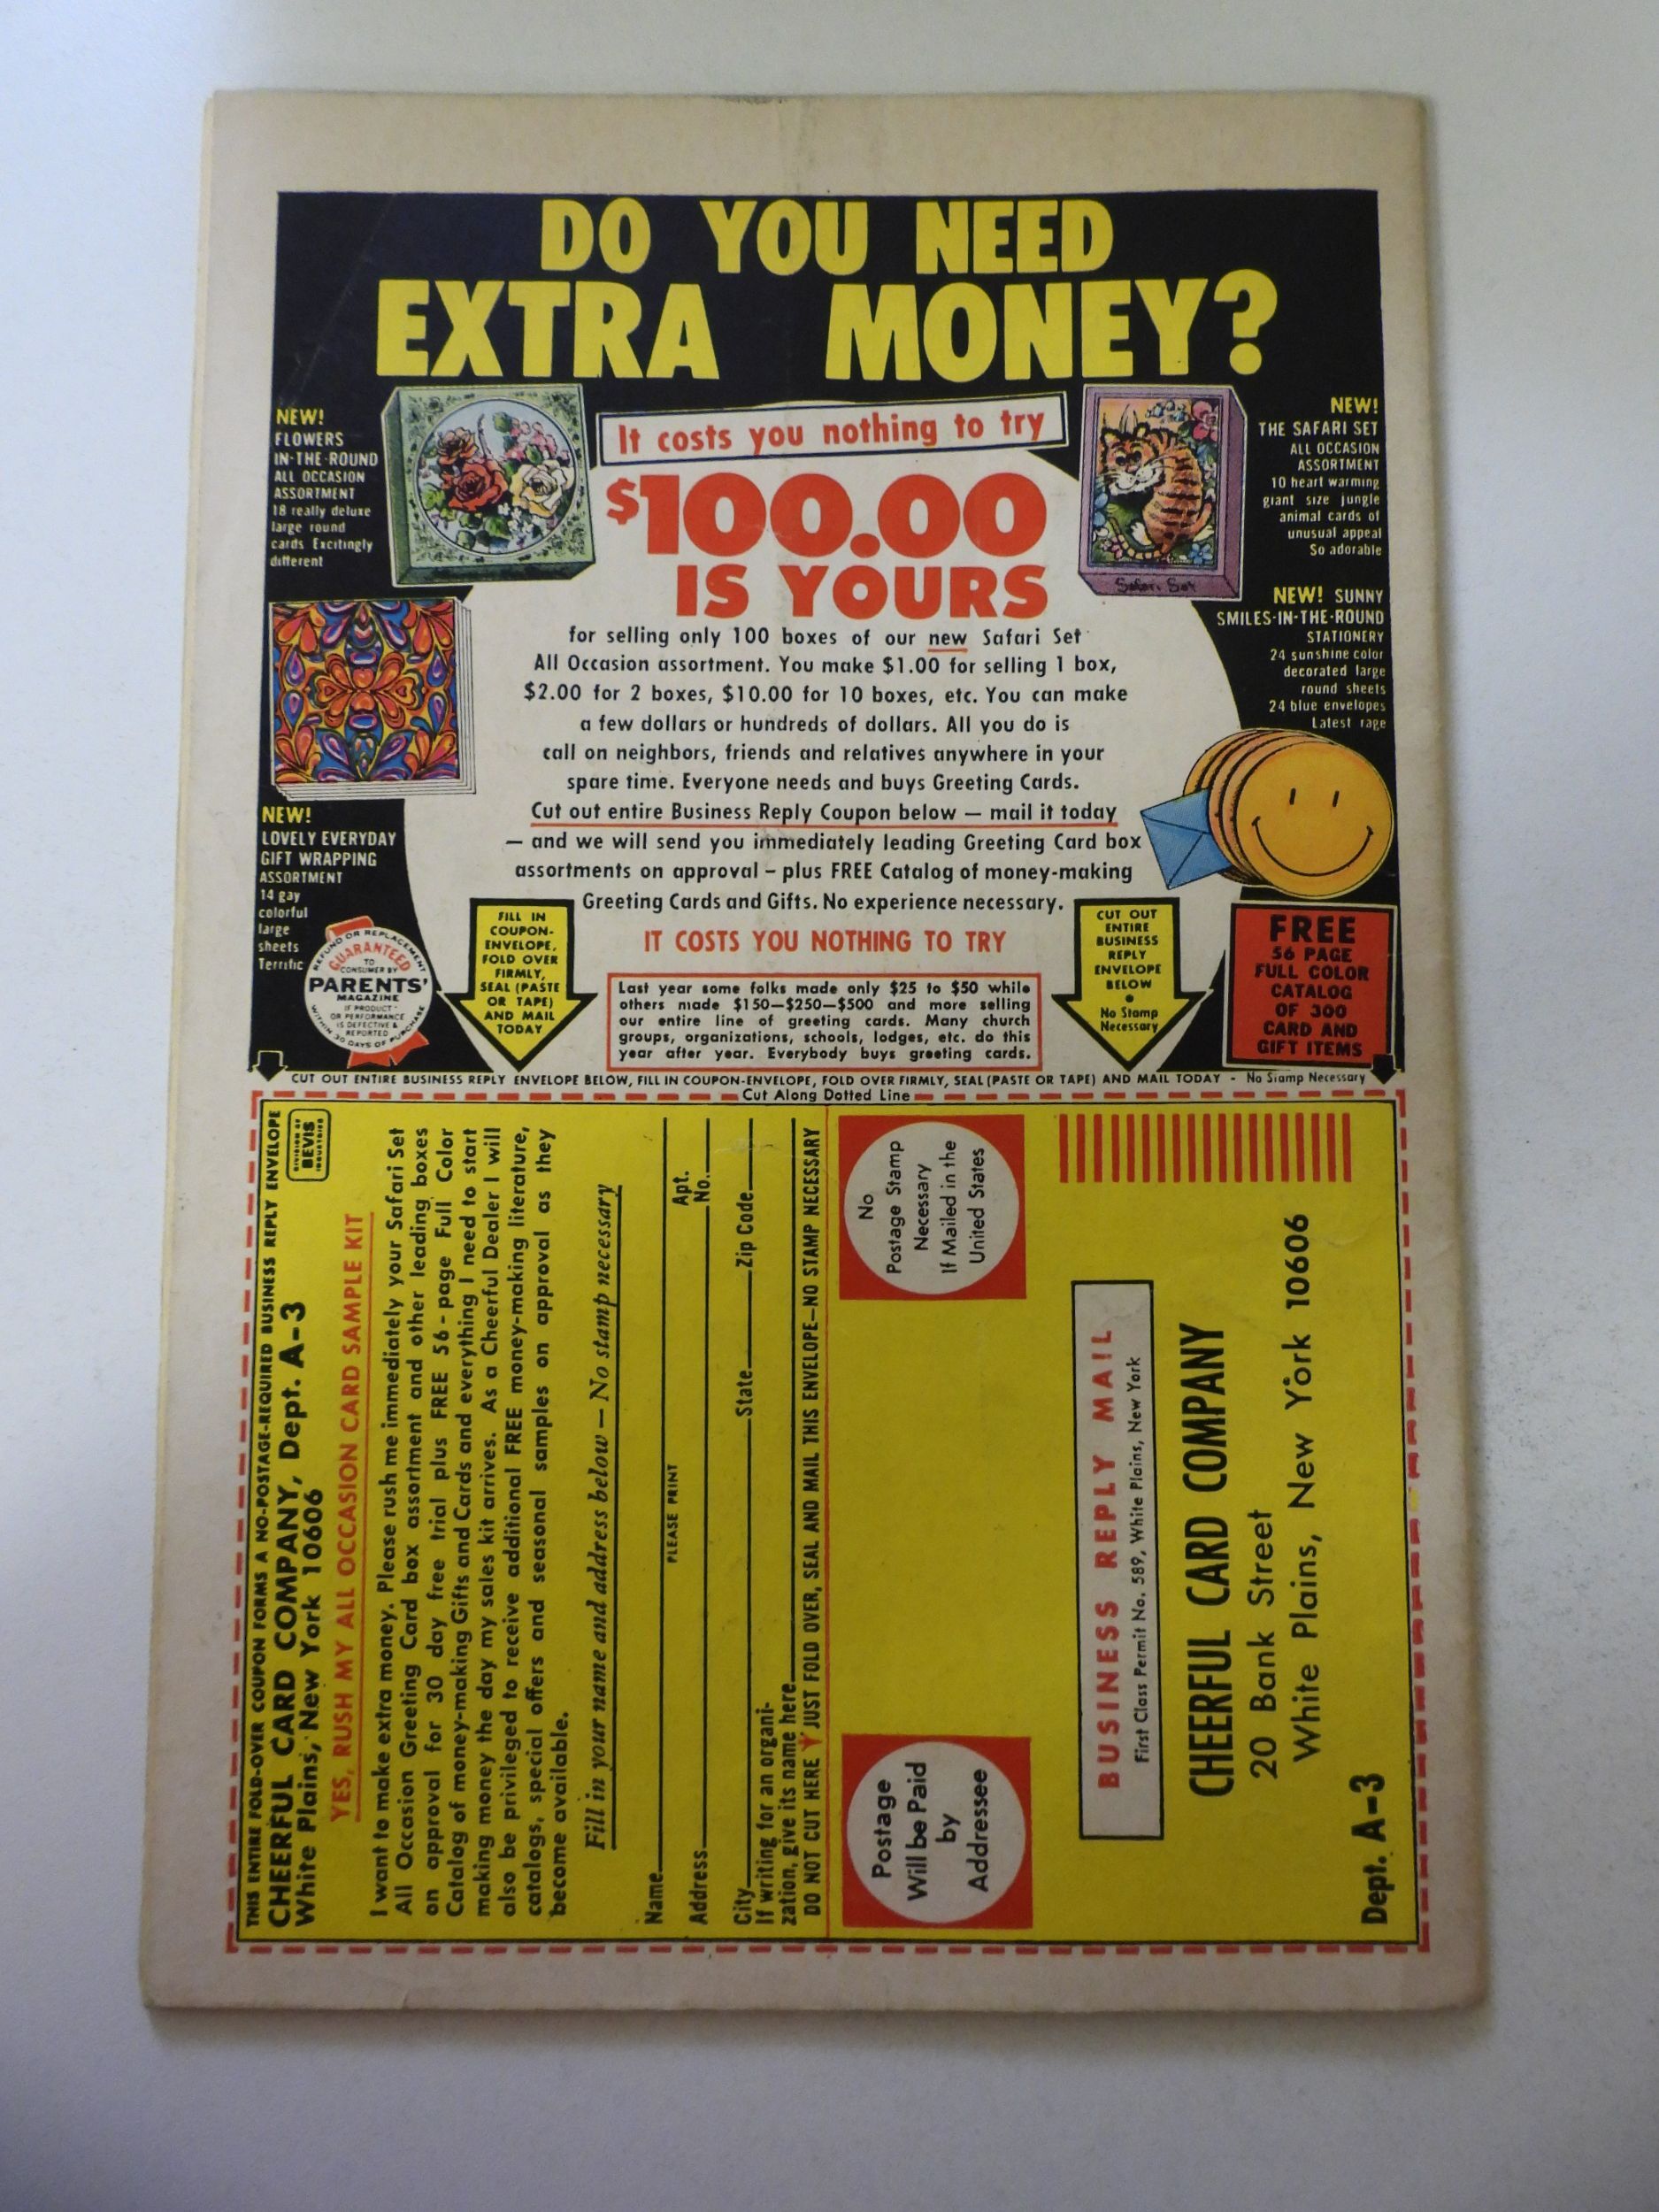 DO YOU NEED
EXTRA MONEY?
NEW!
FLOWERS
IN-THE-ROUND
ALL OCCASION
ASSORTMENT
18 really deluxe
large round
cards Excitingly
different
It costs you nothing to try
$100.00
IS YOURS
Safari Set
NEW!
THE SAFARI SET
ALL OCCASION
ASSORTMENT
10 heart warming
giant size jungle
animal cards of
unusual appeal
So adorable
NEW! SUNNY
SMILES-IN-THE-ROUND
STATIONERY
24 sunshine color
decorated large
round sheets
24 blue envelopes
Latest rage
for selling only 100 boxes of our new Safari Set
All Occasion assortment. You make $1.00 for selling 1 box,
$2.00 for 2 boxes, $10.00 for 10 boxes, etc. You can make
a few dollars or hundreds of dollars. All you do is
call on neighbors, friends and relatives anywhere in your
spare time. Everyone needs and buys Greeting Cards.
Cut out entire Business Reply Coupon below — mail it today
— and we will send you immediately leading Greeting Card box
assortments on approval – plus FREE Catalog of money-making
Greeting Cards and Gifts. No experience necessary.
IT COSTS YOU NOTHING TO TRY
NEW!
LOVELY EVERYDAY
GIFT WRAPPING
ASSORTMENT
14 gay
colorful
large
sheets
Terrific
REFUND OR REPLACEMENT
GUARANTEED
TO
CONSUMER BY
PARENTS'
MAGAZINE
IF PRODUCT
OR PERFORMANCE
IS DEFECTIVE &
REPORTED
WITHIN 30 DAYS OF PURCHASE
FILL IN
COUPON-
ENVELOPE,
FOLD OVER
FIRMLY,
SEAL (PASTE
OR TAPE)
AND MAIL
TODAY
Last year some folks made only $25 to $50 while
others made $150—$250—$500 and more selling
our entire line of greeting cards. Many church
groups, organizations, schools, lodges, etc. do this
year after year. Everybody buys greeting cards.
CUT OUT
ENTIRE
BUSINESS
REPLY
ENVELOPE
BELOW
•
No Stamp
Necessary
FREE
56 PAGE
FULL COLOR
CATALOG
OF 300
CARD AND
GIFT ITEMS
CUT OUT ENTIRE BUSINESS REPLY ENVELOPE BELOW, FILL IN COUPON-ENVELOPE, FOLD OVER FIRMLY, SEAL (PASTE OR TAPE) AND MAIL TODAY - No Stamp Necessary
Cut Along Dotted Line
THIS ENTIRE FOLD-OVER COUPON FORMS A NO-POSTAGE-REQUIRED BUSINESS REPLY ENVELOPE
CHEERFUL CARD COMPANY, Dept. A-3
White Plains, New York 10606
DIVISION OF
BEVIS
INDUSTRIES
YES, RUSH MY ALL OCCASION CARD SAMPLE KIT
I want to make extra money. Please rush me immediately your Safari Set
All Occasion Greeting Card box assortment and other leading boxes
on approval for 30 day free trial plus FREE 56-page Full Color
Catalog of money-making Gifts and Cards and everything I need to start
making money the day my sales kit arrives. As a Cheerful Dealer I will
also be privileged to receive additional FREE money-making literature,
catalogs, special offers and seasonal samples on approval as they
become available.
Fill in your name and address below — No stamp necessary
Name
PLEASE PRINT
Address Apt. No.
City State Zip Code
If writing for an organi-
zation, give its name here
DO NOT CUT HERE JUST FOLD OVER, SEAL AND MAIL THIS ENVELOPE—NO STAMP NECESSARY
Postage
Will be Paid
by
Addressee
No
Postage Stamp
Necessary
If Mailed in the
United States
BUSINESS REPLY MAIL
First Class Permit No. 589, White Plains, New York
CHEERFUL CARD COMPANY
20 Bank Street
White Plains, New York 10606
Dept. A-3